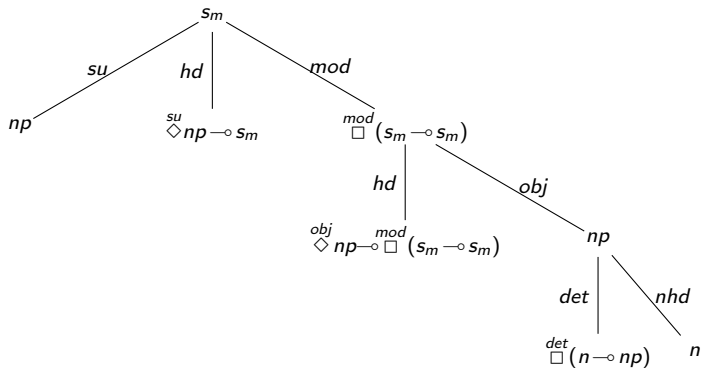 s_m
su hd mod
np ◇^su np ⊸ s_m □^mod (s_m ⊸ s_m)
hd obj
◇^obj np ⊸ □^mod (s_m ⊸ s_m) np
det nhd
□^det (n ⊸ np) n